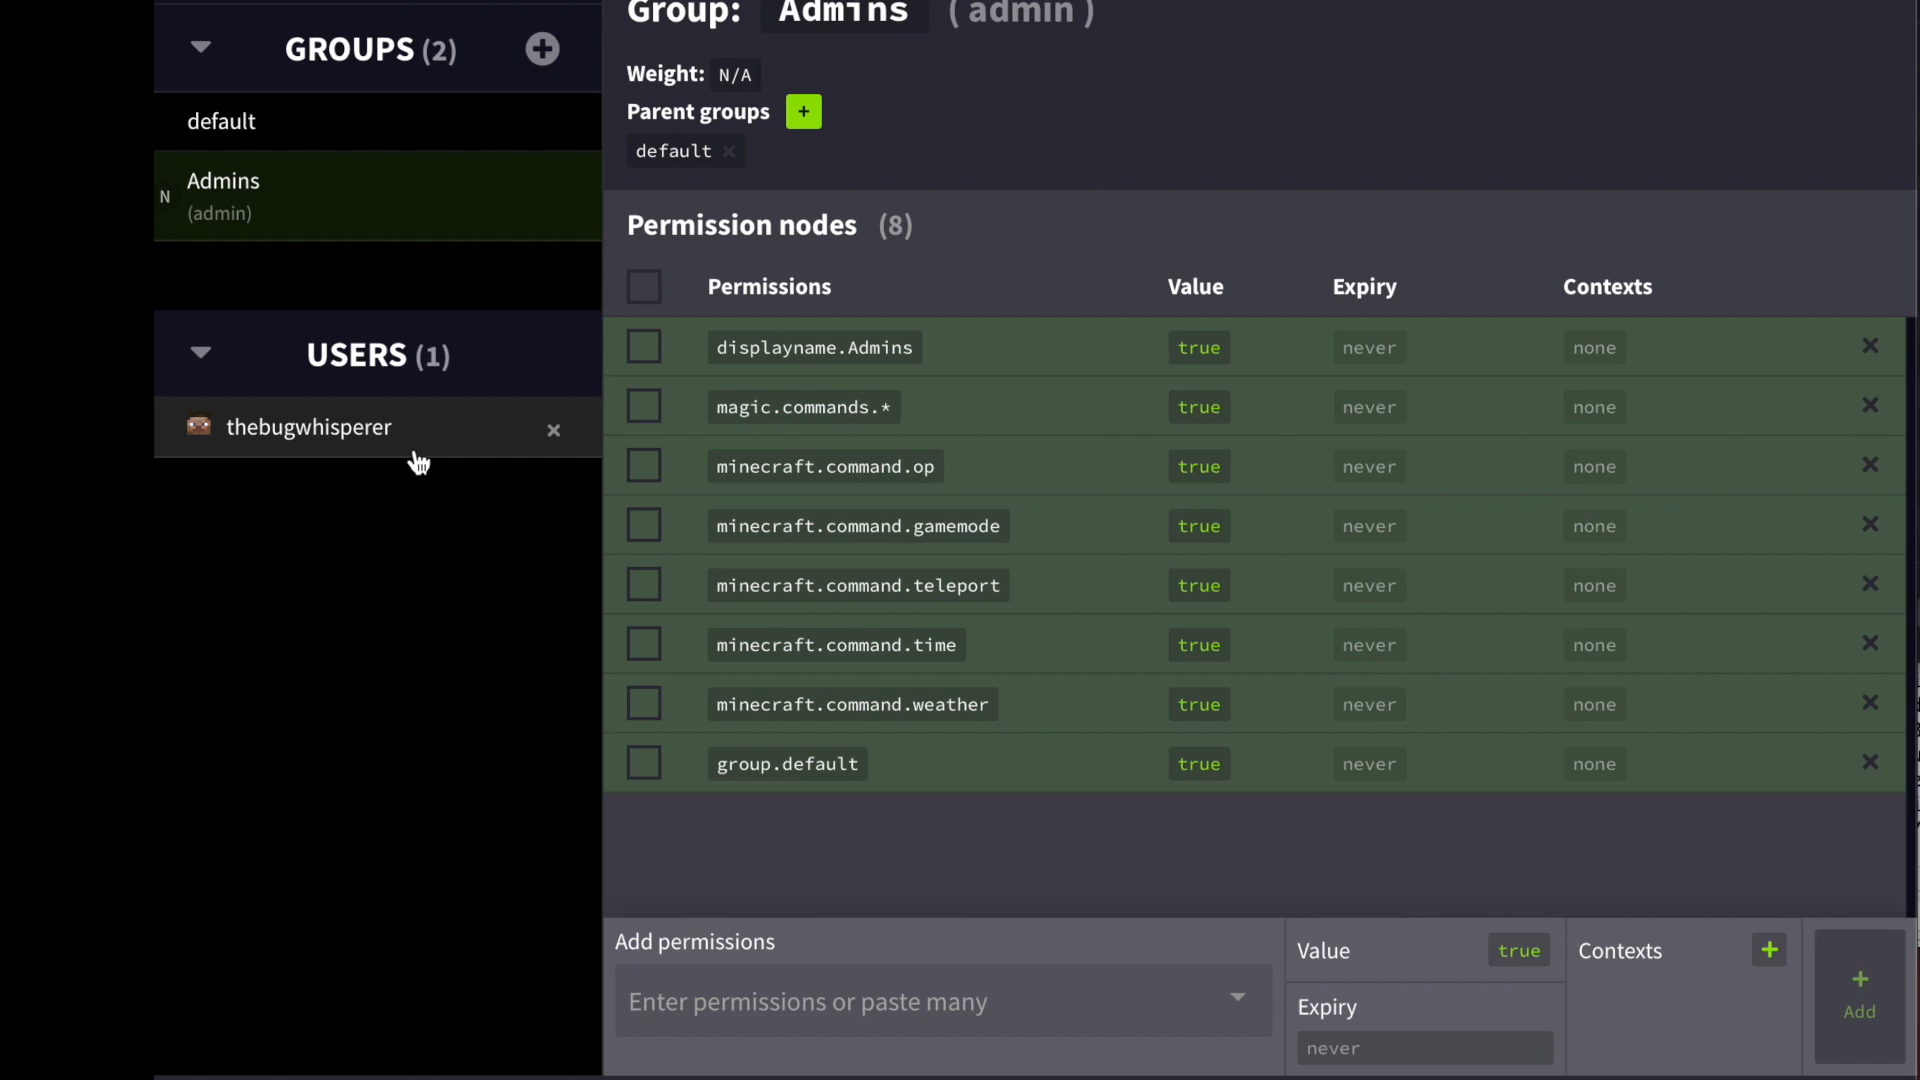 GROUPS (2)
default
N
Admins
(admin)
USERS (1)
thebugwhisperer
Group: Admins ( admin )
Weight: N/A
Parent groups +
default ×
Permission nodes (8)
Permissions Value Expiry Contexts
displayname.Admins true never none
magic.commands.* true never none
minecraft.command.op true never none
minecraft.command.gamemode true never none
minecraft.command.teleport true never none
minecraft.command.time true never none
minecraft.command.weather true never none
group.default true never none
Add permissions
Enter permissions or paste many
Value true
Expiry
never
Contexts +
+
Add